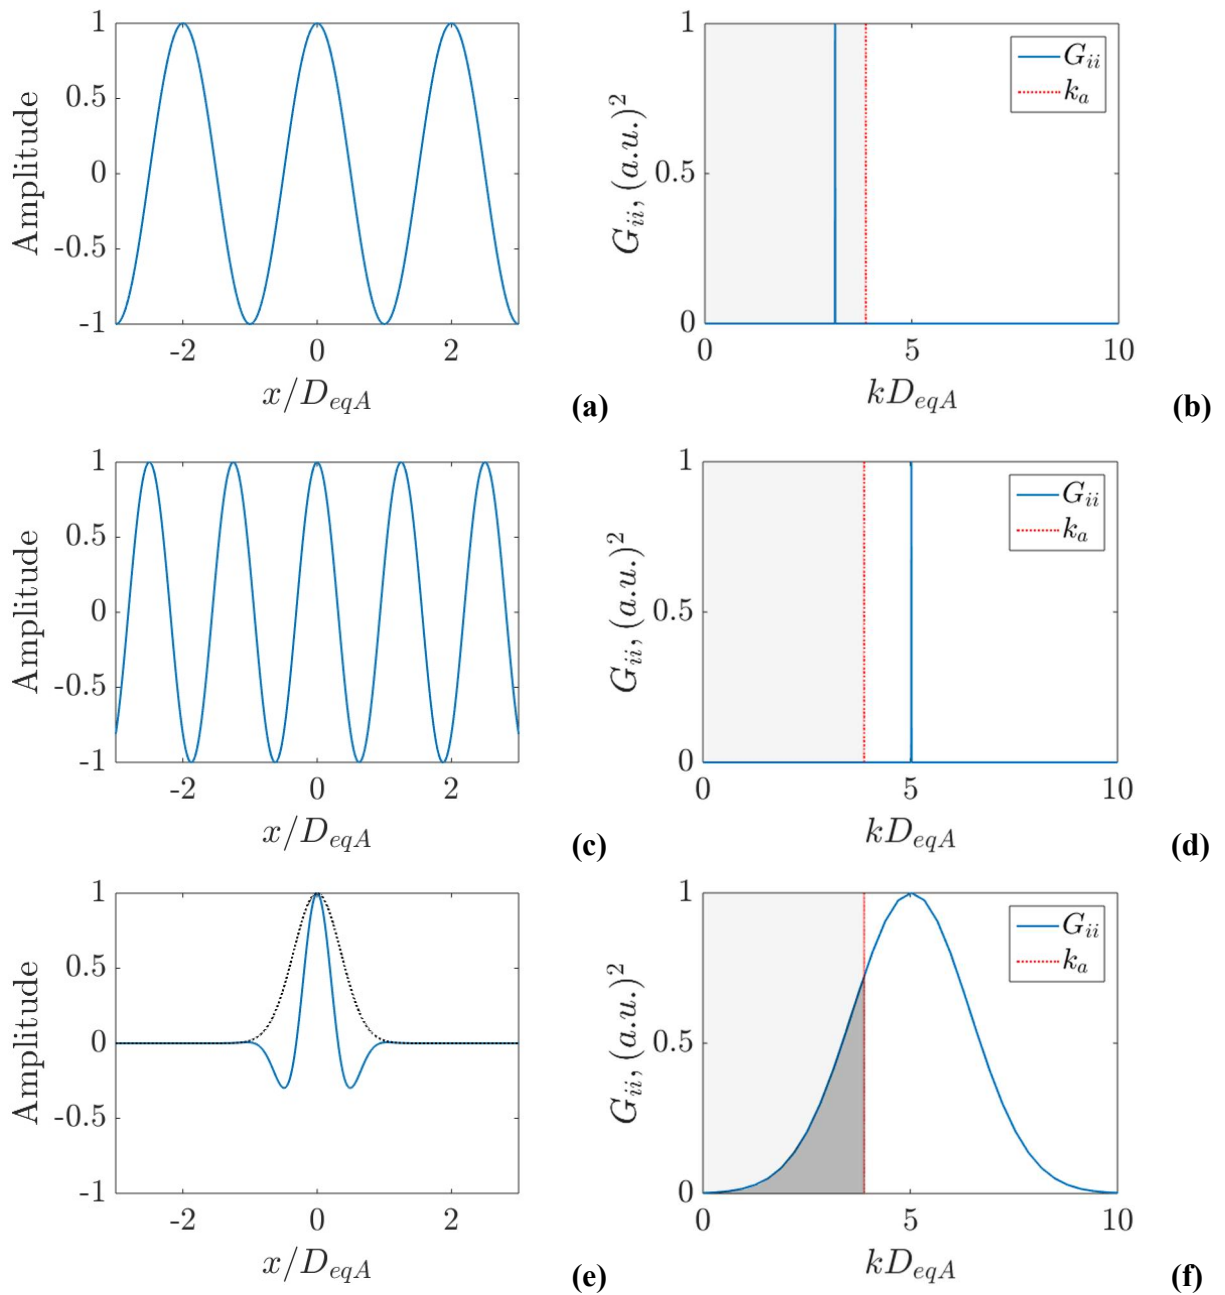 1
0.5
0
-0.5
-1
Amplitude
-2 0 2
x/D_{eqA}
(a)
1
0.5
0
G_{ii}, (a.u.)^2
G_{ii}
k_a
0 5 10
kD_{eqA}
(b)
1
0.5
0
-0.5
-1
Amplitude
-2 0 2
x/D_{eqA}
(c)
1
0.5
0
G_{ii}, (a.u.)^2
G_{ii}
k_a
0 5 10
kD_{eqA}
(d)
1
0.5
0
-0.5
-1
Amplitude
-2 0 2
x/D_{eqA}
(e)
1
0.5
0
G_{ii}, (a.u.)^2
G_{ii}
k_a
0 5 10
kD_{eqA}
(f)